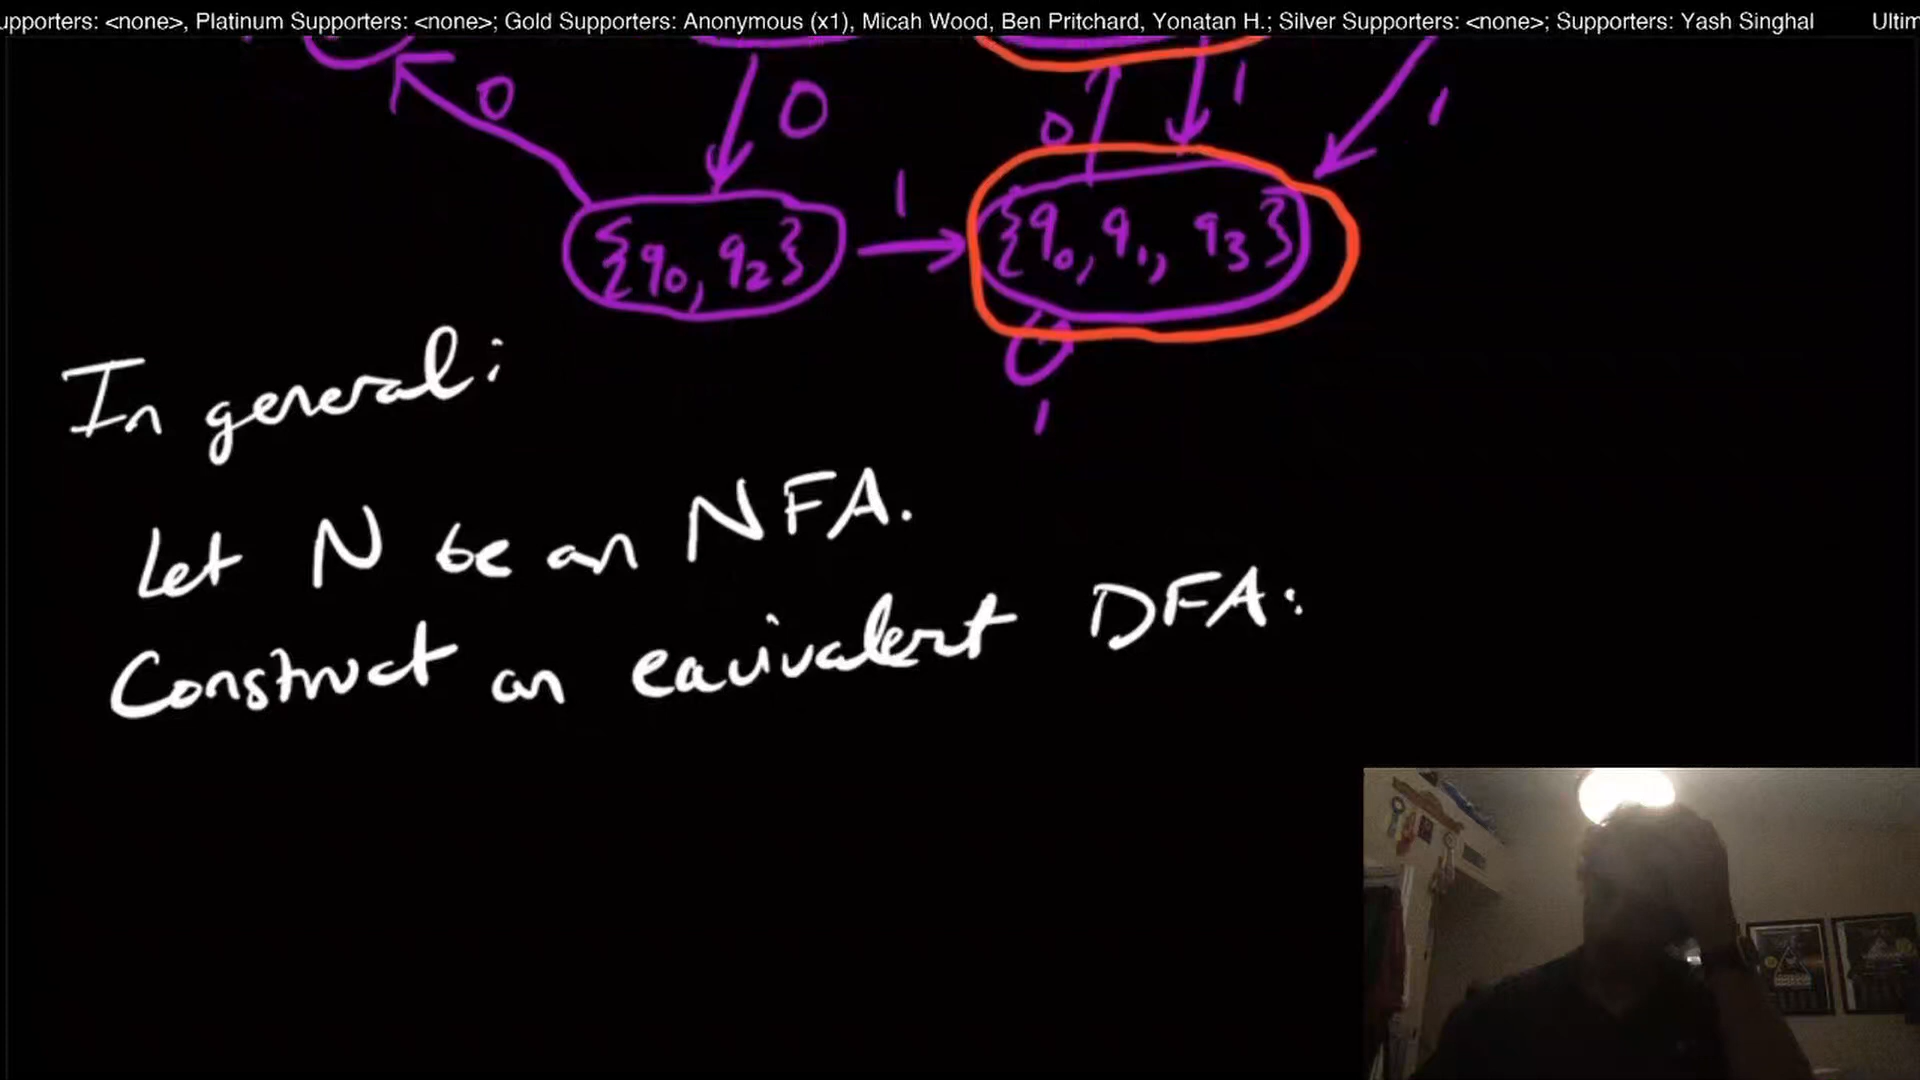 upporters: <none>, Platinum Supporters: <none>; Gold Supporters: Anonymous (x1), Micah Wood, Ben Pritchard, Yonatan H.; Silver Supporters: <none>; Supporters: Yash Singhal Ultim
0 0 0 1 1
{q0, q2} 1 {q0, q1, q3}
1
In general:
Let N be an NFA.
Construct an equivalent DFA: